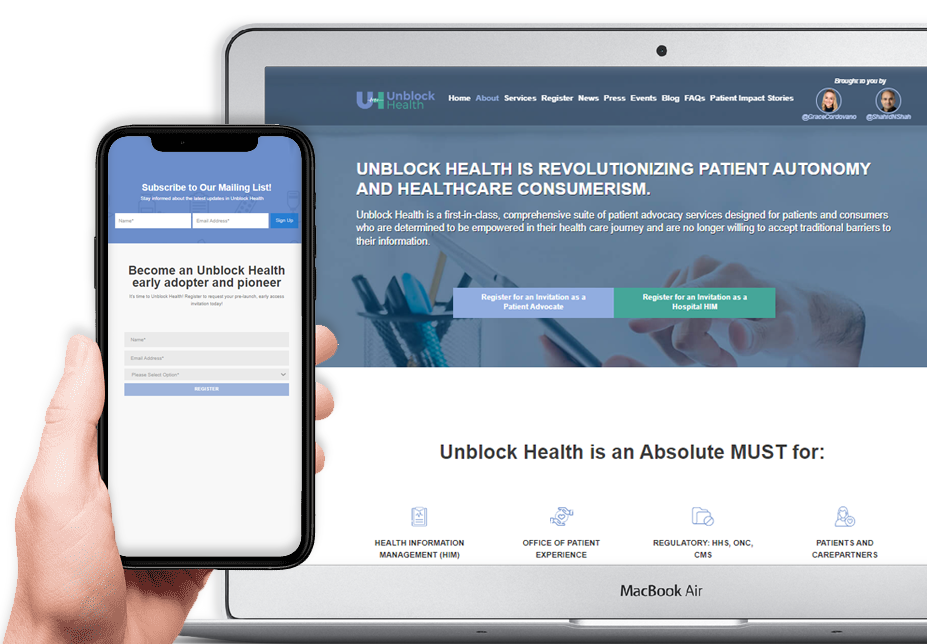 Brought to you by
Unblock
Health
Home About Services Register News Press Events Blog FAQs Patient Impact Stories
@GraceCordovano @ShahidNShah
UNBLOCK HEALTH IS REVOLUTIONIZING PATIENT AUTONOMY
AND HEALTHCARE CONSUMERISM.
Unblock Health is a first-in-class, comprehensive suite of patient advocacy services designed for patients and consumers
who are determined to be empowered in their health care journey and are no longer willing to accept traditional barriers to
their information.
Register for an Invitation as a
Patient Advocate
Register for an Invitation as a
Hospital HIM
Unblock Health is an Absolute MUST for:
HEALTH INFORMATION
MANAGEMENT (HIM)
OFFICE OF PATIENT
EXPERIENCE
REGULATORY: HHS, ONC,
CMS
PATIENTS AND
CAREPARTNERS
MacBook Air
Subscribe to Our Mailing List!
Stay informed about the latest updates in Unblock Health
Name* Email Address* Sign Up
Become an Unblock Health
early adopter and pioneer
It's time to Unblock Health! Register to request your pre-launch, early access
invitation today!
Name*
Email Address*
Please Select Option*
REGISTER